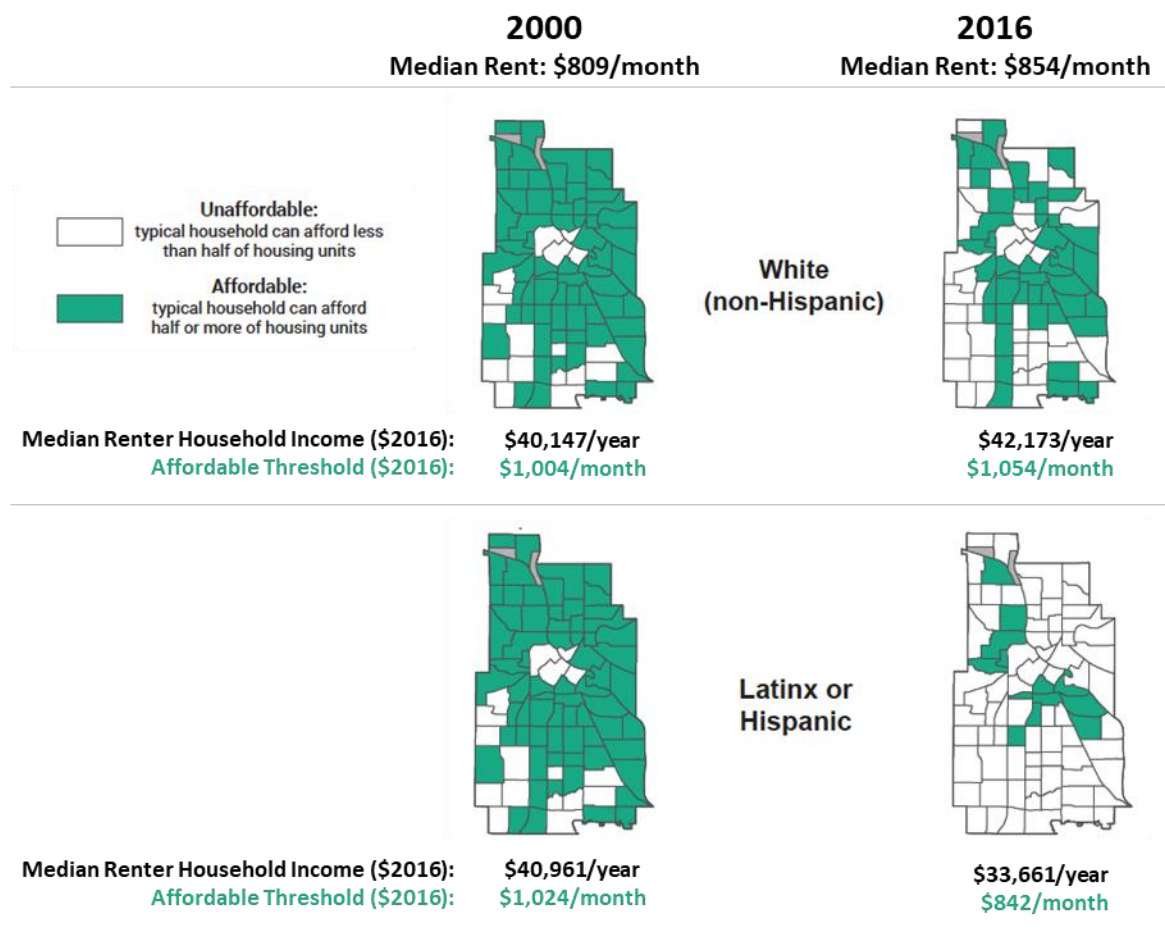 2000
Median Rent: $809/month
2016
Median Rent: $854/month
Unaffordable:
typical household can afford less
than half of housing units
Affordable:
typical household can afford
half or more of housing units
White
(non-Hispanic)
Median Renter Household Income ($2016):
$40,147/year
$42,173/year
Affordable Threshold ($2016):
$1,004/month
$1,054/month
Latinx or
Hispanic
Median Renter Household Income ($2016):
$40,961/year
$33,661/year
Affordable Threshold ($2016):
$1,024/month
$842/month